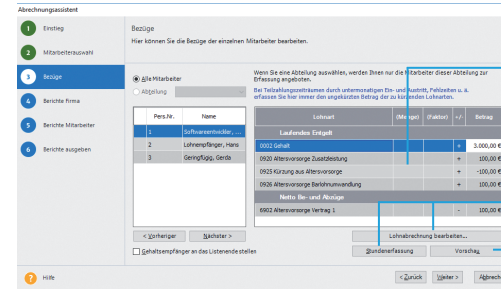 Abrechnungsassistent
1 Einstieg
2 Mitarbeiterauswahl
3 Bezüge
4 Berichte Firma
5 Berichte Mitarbeiter
6 Berichte ausgeben
Bezüge
Hier können Sie die Bezüge der einzelnen Mitarbeiter bearbeiten.
Alle Mitarbeiter
Abteilung
Wenn Sie eine Abteilung auswählen, werden Ihnen nur die Mitarbeiter dieser Abteilung zur
Erfassung angeboten.
Bei Teilzahlungszeiträumen durch untermonatigen Ein- und Austritt, Fehlzeiten u. ä.
erfassen Sie hier immer den ungekürzten Betrag der zu kürzenden Lohnarten.
Pers.Nr. Name
1 Softwareentwickler, ...
2 Lohnempfänger, Hans
3 Geringfügig, Gerda
Lohnart (Menge) (Faktor) +/- Betrag
Laufendes Entgelt
0002 Gehalt + 3.000,00 €
0920 Altersvorsorge Zusatzleistung + 100,00 €
0925 Kürzung aus Altersvorsorge + -100,00 €
0926 Altersvorsorge Barlohnumwandlung + 100,00 €
Netto Be- und Abzüge
6902 Altersvorsorge Vertrag 1 - 100,00 €
< Vorheriger Nächster >
Lohnabrechnung bearbeiten...
Gehaltsempfänger an das Listenende stellen
Stundenerfassung Vorschau
? Hilfe
< Zurück Weiter > Abbrech